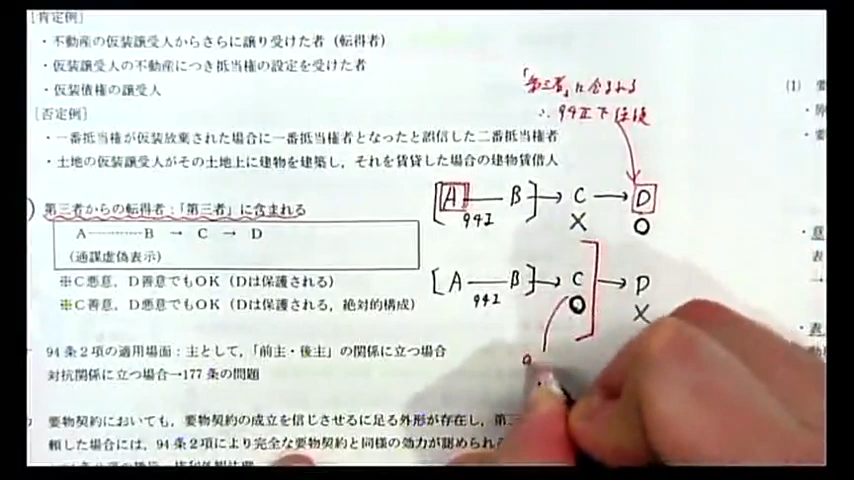 [肯定例]
・不動産の仮装譲受人からさらに譲り受けた者（転得者）
・仮装譲受人の不動産につき抵当権の設定を受けた者
・仮装債権の譲受人
[否定例]
・一番抵当権が仮装放棄された場合に一番抵当権者となったと誤信した二番抵当権者
・土地の仮装譲受人がその土地上に建物を建築し，それを賃貸した場合の建物賃借人
第三者からの転得者：「第三者」に含まれる
A――――B → C → D
（通謀虚偽表示）
※C悪意，D善意でもOK（Dは保護される）
※C善意，D悪意でもOK（Dは保護される，絶対的構成）
94条2項の適用場面：主として，「前主・後主」の関係に立つ場合
対抗関係に立つ場合→177条の問題
要物契約においても，要物契約の成立を信じさせるに足る外形が存在し，第三
頼した場合には，94条2項により完全な要物契約と同様の効力が認められる
「第三者」に含まれる
∴94Ⅱで保護
[A――B]→C→D
94Ⅰ
×
○
[A――B]→C]→D
94Ⅰ
○
×
9
(1) 要